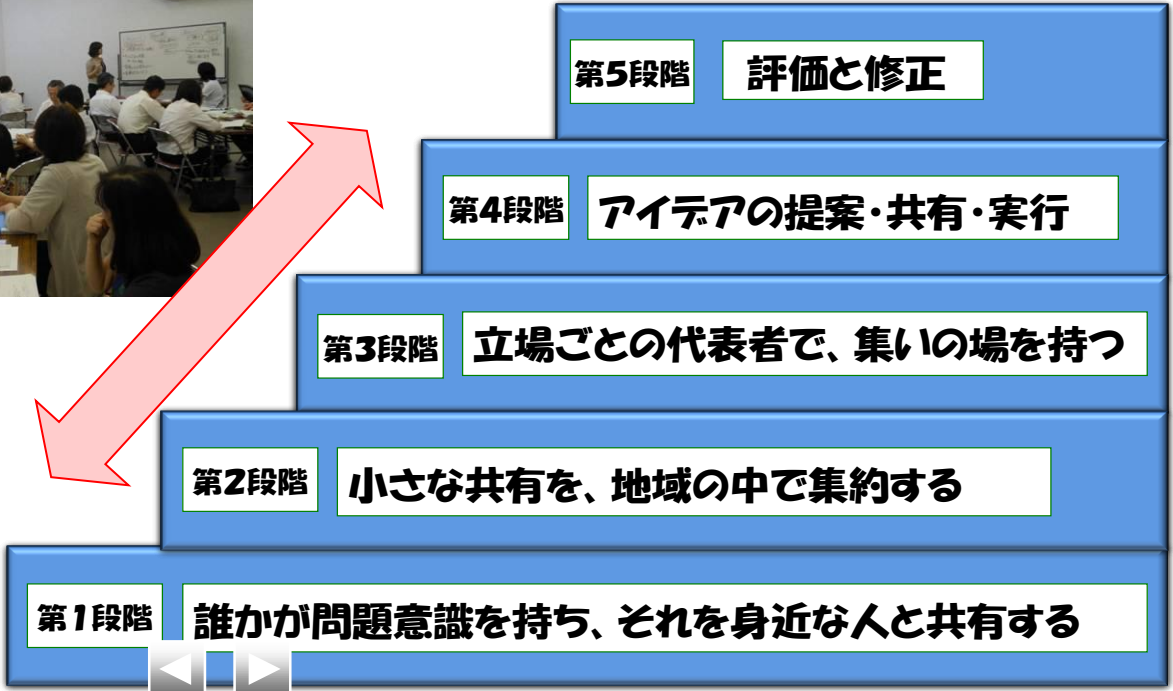 第5段階 評価と修正
第4段階 アイデアの提案・共有・実行
第3段階 立場ごとの代表者で、集いの場を持つ
第2段階 小さな共有を、地域の中で集約する
第1段階 誰かが問題意識を持ち、それを身近な人と共有する